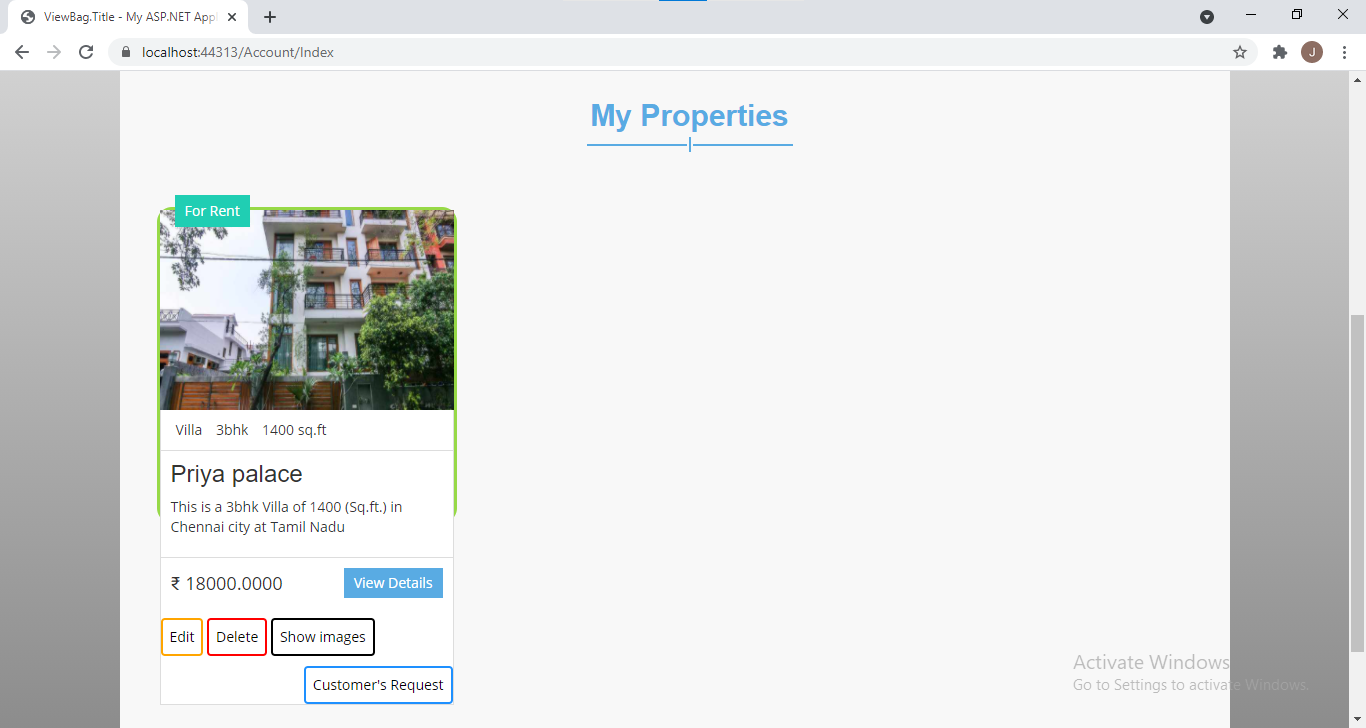 ViewBag.Title - My ASP.NET Appl
localhost:44313/Account/Index
J
My Properties
For Rent
Villa 3bhk 1400 sq.ft
Priya palace
This is a 3bhk Villa of 1400 (Sq.ft.) in
Chennai city at Tamil Nadu
₹ 18000.0000 View Details
Edit Delete Show images
Customer's Request
Activate Windows
Go to Settings to activate Windows.